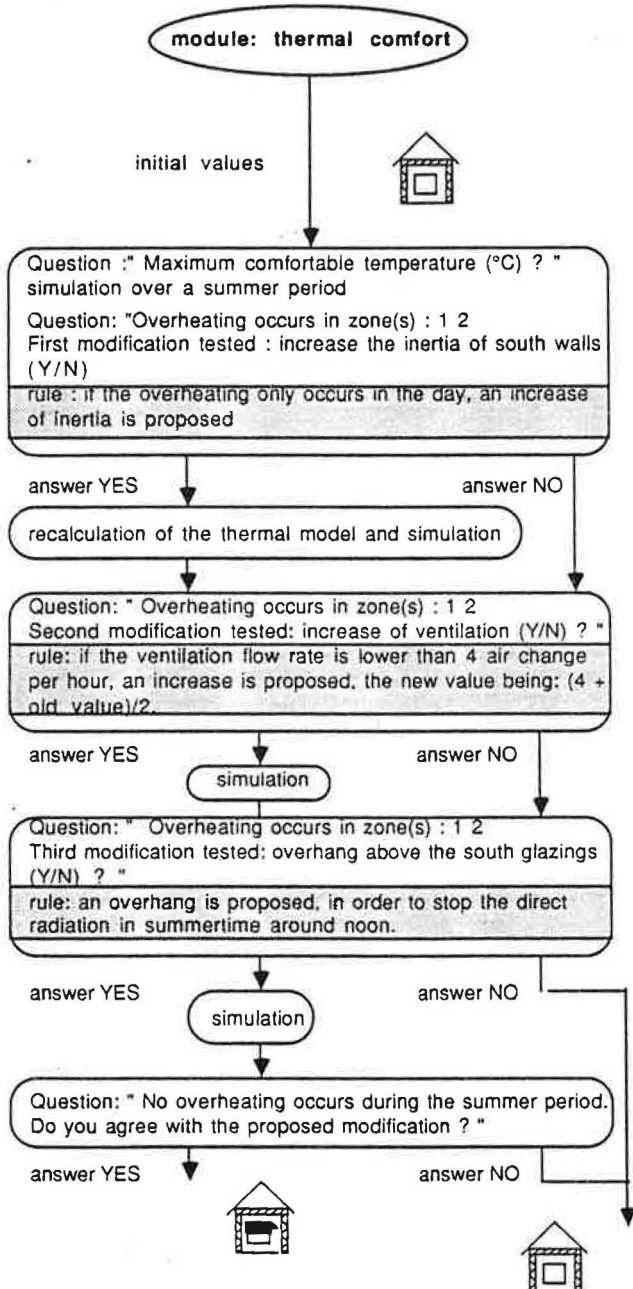 module: thermal comfort
initial values
Question :" Maximum comfortable temperature (°C) ? "
simulation over a summer period
Question: "Overheating occurs in zone(s) : 1 2
First modification tested : increase the inertia of south walls
(Y/N)
rule : if the overheating only occurs in the day, an increase
of inertia is proposed
answer YES
answer NO
recalculation of the thermal model and simulation
Question: " Overheating occurs in zone(s) : 1 2
Second modification tested: increase of ventilation (Y/N) ? "
rule: if the ventilation flow rate is lower than 4 air change
per hour, an increase is proposed, the new value being: (4 +
old value)/2.
answer YES
answer NO
simulation
Question: " Overheating occurs in zone(s) : 1 2
Third modification tested: overhang above the south glazings
(Y/N) ? "
rule: an overhang is proposed, in order to stop the direct
radiation in summertime around noon.
answer YES
answer NO
simulation
Question: " No overheating occurs during the summer period.
Do you agree with the proposed modification ? "
answer YES
answer NO